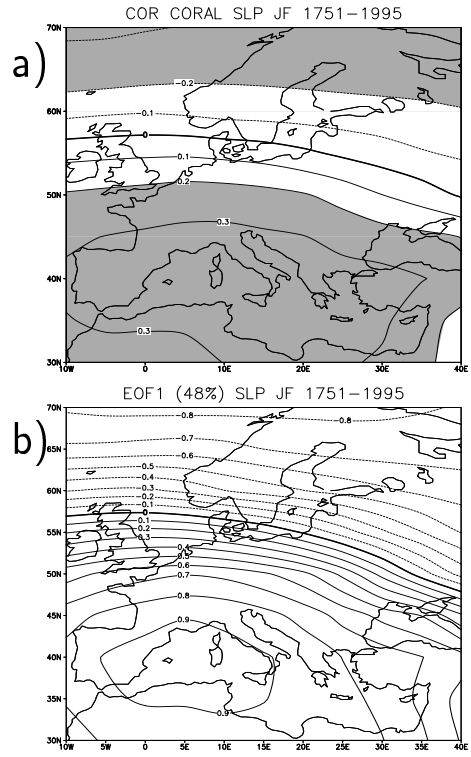 COR CORAL SLP JF 1751−1995
a)
70N
60N
50N
40N
30N
−0.2
−0.1
0
0.1
0.2
0.3
0.3
10W 0 10E 20E 30E 40E
EOF1 (48%) SLP JF 1751−1995
b)
70N
65N
60N
55N
50N
45N
40N
35N
30N
−0.8
−0.8
−0.7
−0.6
−0.5
−0.4
−0.3
−0.2
−0.1
0
0.1
0.2
0.3
0.4
0.5
0.6
0.7
0.8
0.9
0.9
10W 5W 0 5E 10E 15E 20E 25E 30E 35E 40E